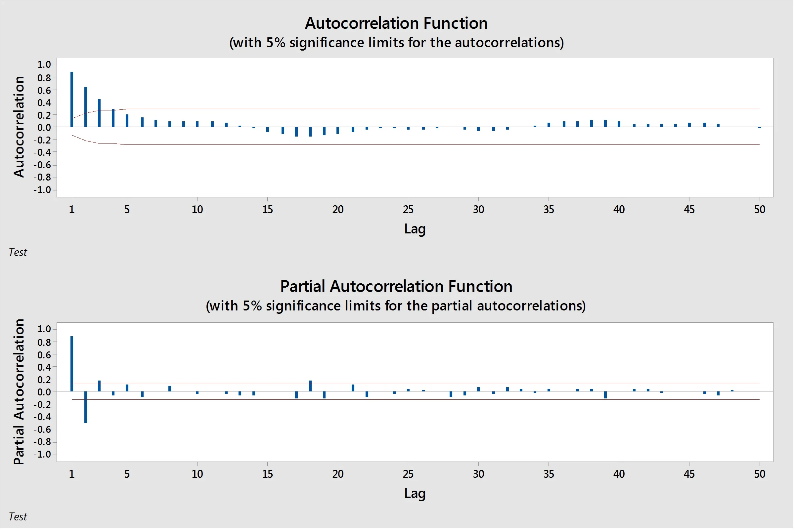 Autocorrelation Function
(with 5% significance limits for the autocorrelations)
Autocorrelation
1.0
0.8
0.6
0.4
0.2
0.0
-0.2
-0.4
-0.6
-0.8
-1.0
1 5 10 15 20 25 30 35 40 45 50
Lag
Test
Partial Autocorrelation Function
(with 5% significance limits for the partial autocorrelations)
Partial Autocorrelation
1.0
0.8
0.6
0.4
0.2
0.0
-0.2
-0.4
-0.6
-0.8
-1.0
1 5 10 15 20 25 30 35 40 45 50
Lag
Test